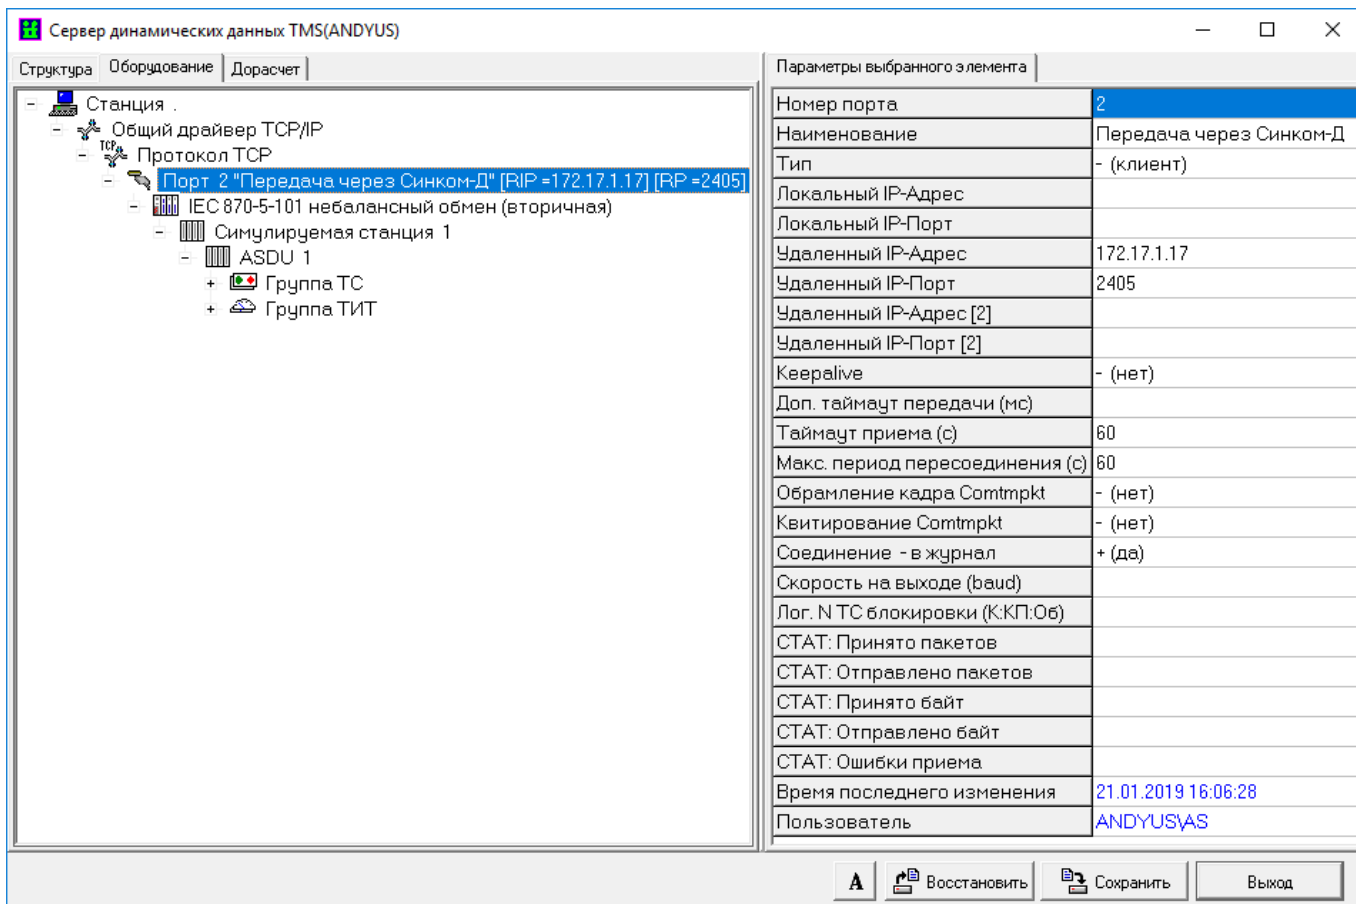 Сервер динамических данных TMS(ANDYUS)
Структура Оборудование Дорасчет
Станция .
Общий драйвер TCP/IP
TCP Протокол TCP
Порт 2 "Передача через Синком-Д" [RIP =172.17.1.17] [RP =2405]
IEC 870-5-101 небалансный обмен (вторичная)
Симулируемая станция 1
ASDU 1
Группа ТС
Группа ТИТ
Параметры выбранного элемента
Номер порта 2
Наименование Передача через Синком-Д
Тип - (клиент)
Локальный IP-Адрес
Локальный IP-Порт
Удаленный IP-Адрес 172.17.1.17
Удаленный IP-Порт 2405
Удаленный IP-Адрес [2]
Удаленный IP-Порт [2]
Keepalive - (нет)
Доп. таймаут передачи (мс)
Таймаут приема (с) 60
Макс. период пересоединения (с) 60
Обрамление кадра Comtmpkt - (нет)
Квитирование Comtmpkt - (нет)
Соединение - в журнал + (да)
Скорость на выходе (baud)
Лог. N ТС блокировки (К:КП:Об)
СТАТ: Принято пакетов
СТАТ: Отправлено пакетов
СТАТ: Принято байт
СТАТ: Отправлено байт
СТАТ: Ошибки приема
Время последнего изменения 21.01.2019 16:06:28
Пользователь ANDYUS\AS
A Восстановить Сохранить Выход